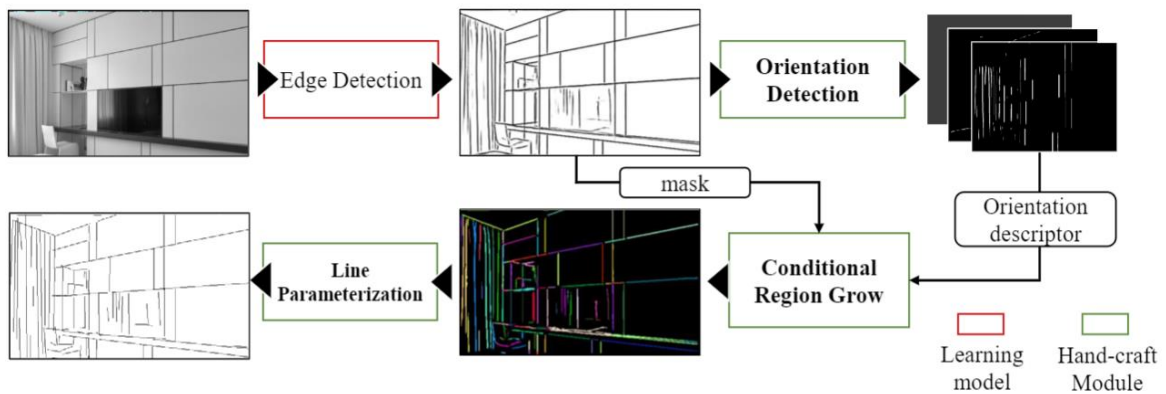 Edge Detection
Orientation
Detection
mask
Orientation
descriptor
Line
Parameterization
Conditional
Region Grow
Learning
model
Hand-craft
Module